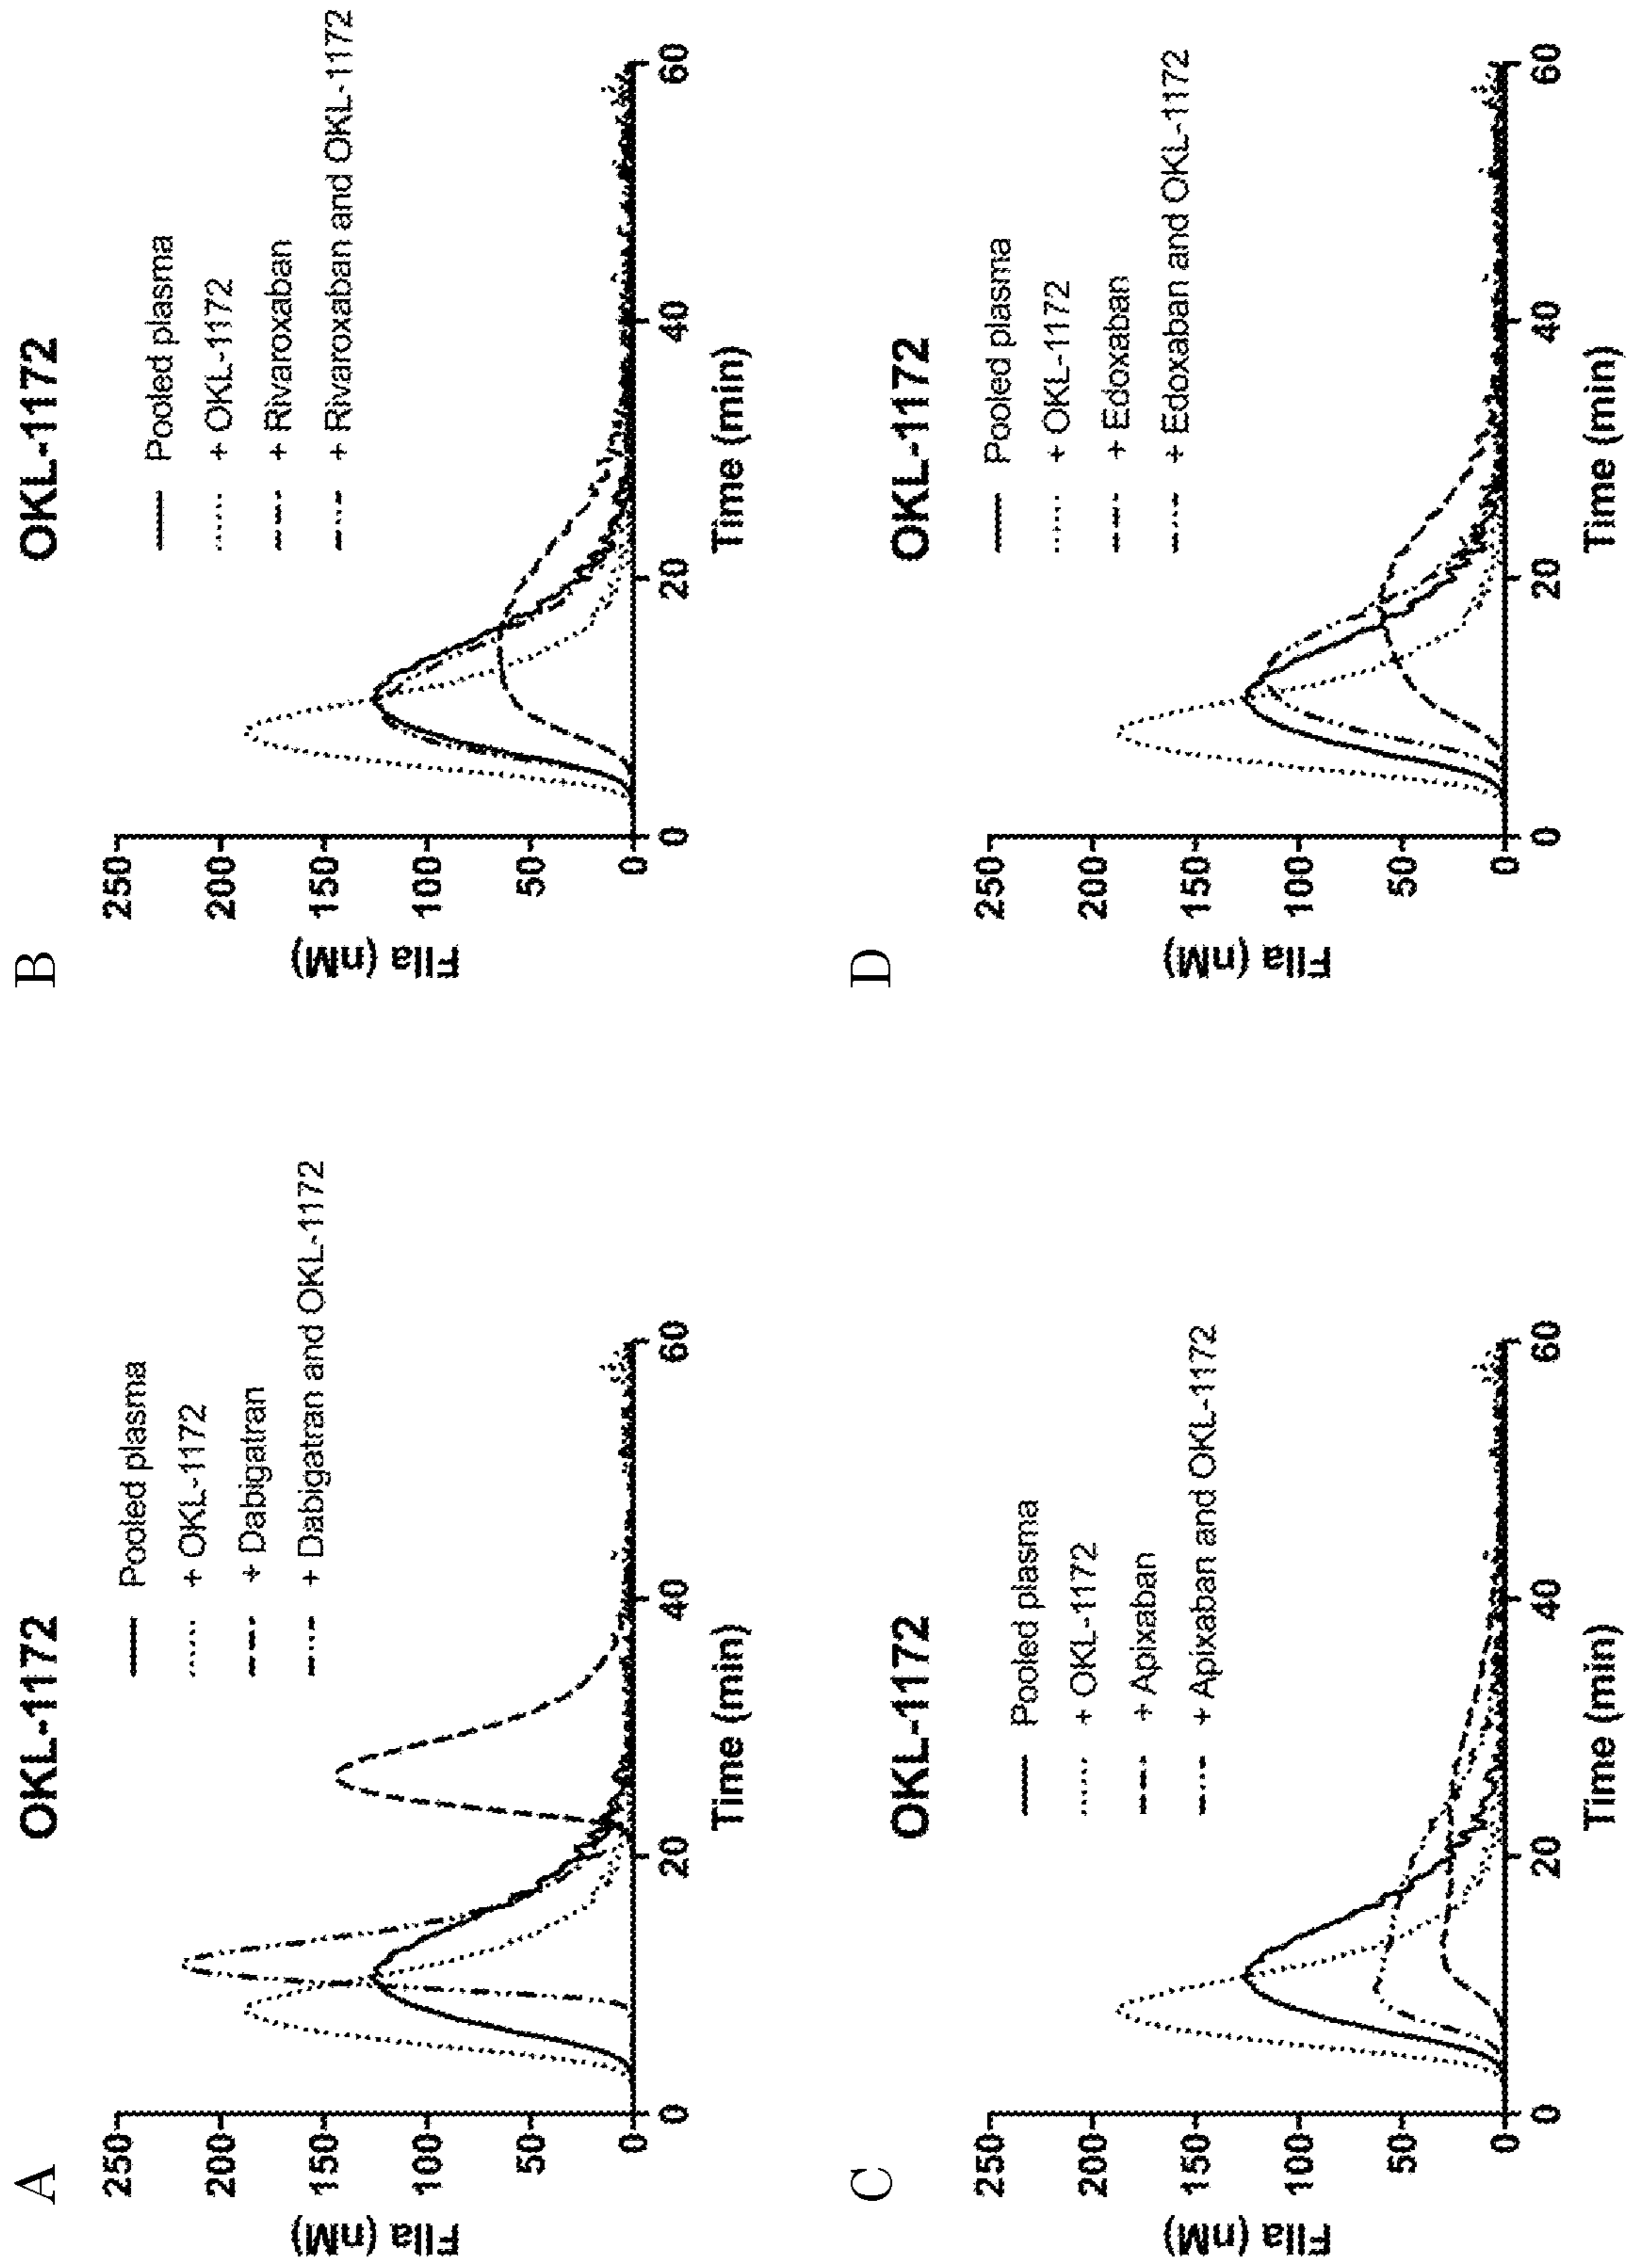 A
OKL-1172
Pooled plasma
+ OKL-1172
+ Dabigatran
+ Dabigatran and OKL-1172
FIIa (nM)
250
200
150
100
50
0
0
20
40
60
Time (min)
B
OKL-1172
Pooled plasma
+ OKL-1172
+ Rivaroxaban
+ Rivaroxaban and OKL-1172
FIIa (nM)
250
200
150
100
50
0
0
20
40
60
Time (min)
C
OKL-1172
Pooled plasma
+ OKL-1172
+ Apixaban
+ Apixaban and OKL-1172
FIIa (nM)
250
200
150
100
50
0
0
20
40
60
Time (min)
D
OKL-1172
Pooled plasma
+ OKL-1172
+ Edoxaban
+ Edoxaban and OKL-1172
FIIa (nM)
250
200
150
100
50
0
0
20
40
60
Time (min)